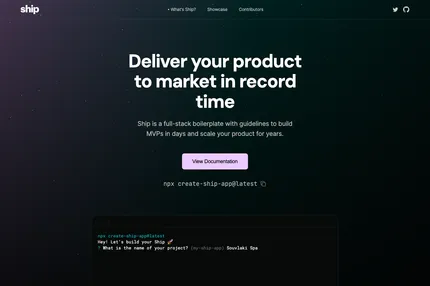 ship
• What's Ship?
Showcase
Contributors
Deliver your product
to market in record
time
Ship is a full-stack boilerplate with guidelines to build
MVPs in days and scale your product for years.
View Documentation
npx create-ship-app@latest
npx create-ship-app@latest
Hey! Let's build your Ship 🚀
? What is the name of your project? (my-ship-app) Souvlaki Spa